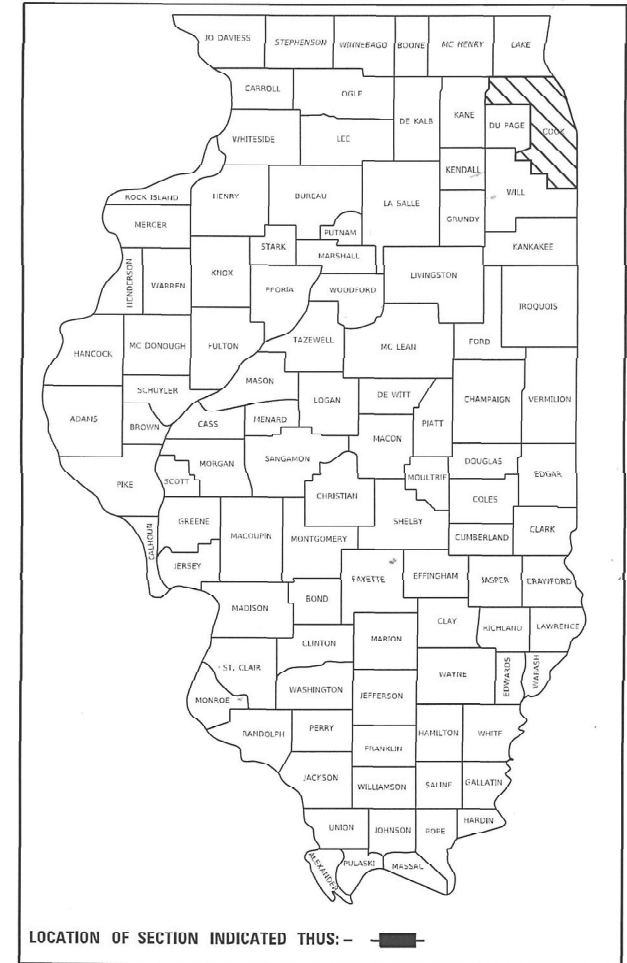 JO DAVIESS STEPHENSON WINNEBAGO BOONE MC HENRY LAKE
CARROLL OGLE
DE KALB KANE DU PAGE COOK
WHITESIDE LEE
KENDALL
ROCK ISLAND HENRY BUREAU LA SALLE WILL
MERCER GRUNDY
PUTNAM
STARK MARSHALL KANKAKEE
HENDERSON WARREN KNOX PEORIA WOODFORD LIVINGSTON
IROQUOIS
HANCOCK MC DONOUGH FULTON TAZEWELL MC LEAN FORD
SCHUYLER MASON
LOGAN DE WITT CHAMPAIGN VERMILION
ADAMS BROWN CASS MENARD PIATT
MACON
MORGAN SANGAMON DOUGLAS
PIKE SCOTT MOULTRIE EDGAR
CHRISTIAN COLES
GREENE SHELBY
CALHOUN MACOUPIN MONTGOMERY CUMBERLAND CLARK
JERSEY
FAYETTE EFFINGHAM JASPER CRAWFORD
MADISON BOND
CLAY RICHLAND LAWRENCE
CLINTON MARION
ST. CLAIR WAYNE EDWARDS WABASH
MONROE WASHINGTON JEFFERSON
RANDOLPH PERRY HAMILTON WHITE
FRANKLIN
JACKSON WILLIAMSON SALINE GALLATIN
UNION JOHNSON POPE HARDIN
ALEXANDER PULASKI MASSAC
LOCATION OF SECTION INDICATED THUS: –